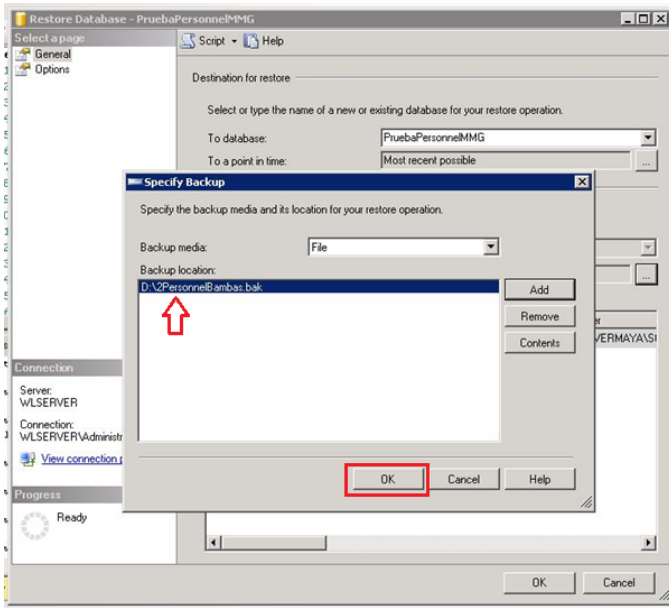 Restore Database - PruebaPersonnelMMG
Select a page
General
Options
Script
Help
Destination for restore
Select or type the name of a new or existing database for your restore operation.
To database:
PruebaPersonnelMMG
To a point in time:
Most recent possible
...
Specify Backup
Specify the backup media and its location for your restore operation.
Backup media:
File
Backup location:
D:\2PersonnelBambas.bak
Add
Remove
Contents
OK
Cancel
Help
...
Connection
Server:
WLSERVER
Connection:
WLSERVER\Administr
View connection
Progress
Ready
OK
Cancel